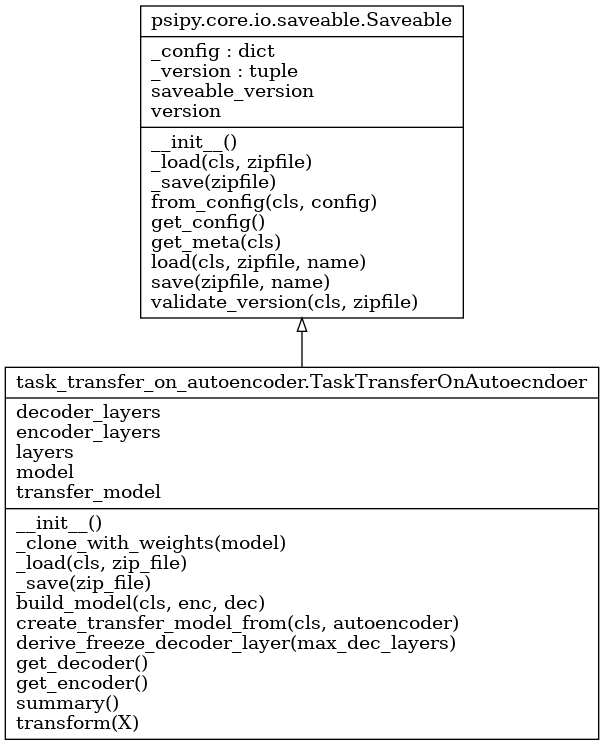 psipy.core.io.saveable.Saveable
_config : dict
_version : tuple
saveable_version
version
__init__()
_load(cls, zipfile)
_save(zipfile)
from_config(cls, config)
get_config()
get_meta(cls)
load(cls, zipfile, name)
save(zipfile, name)
validate_version(cls, zipfile)
task_transfer_on_autoencoder.TaskTransferOnAutoecndoer
decoder_layers
encoder_layers
layers
model
transfer_model
__init__()
_clone_with_weights(model)
_load(cls, zip_file)
_save(zip_file)
build_model(cls, enc, dec)
create_transfer_model_from(cls, autoencoder)
derive_freeze_decoder_layer(max_dec_layers)
get_decoder()
get_encoder()
summary()
transform(X)